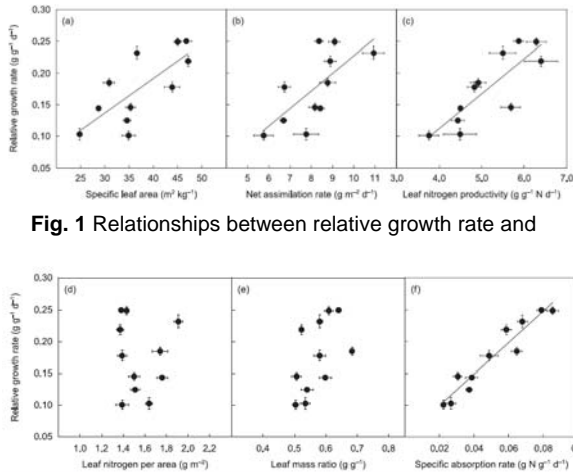 (a) (b) (c)
Relative growth rate (g g⁻¹ d⁻¹)
0,30
0,25
0,20
0,15
0,10
0,05
25 30 35 40 45 50
5 6 7 8 9 10 11
3,0 4,0 5,0 6,0 7,0
Specific leaf area (m² kg⁻¹) Net assimilation rate (g m⁻² d⁻¹) Leaf nitrogen productivity (g g⁻¹ N d⁻¹)
Fig. 1 Relationships between relative growth rate and
(d) (e) (f)
Relative growth rate (g g⁻¹ d⁻¹)
0,30
0,25
0,20
0,15
0,10
0,05
1,0 1,2 1,4 1,6 1,8 2,0 2,2
0,4 0,5 0,6 0,7 0,8
0,02 0,04 0,06 0,08
Leaf nitrogen per area (g m⁻²) Leaf mass ratio (g g⁻¹) Specific absorption rate (g N g⁻¹ d⁻¹)